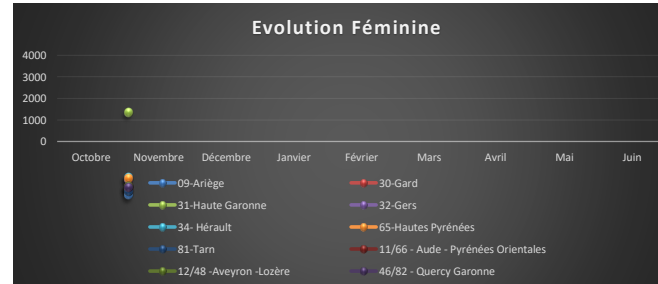 Evolution Féminine
4000
3000
2000
1000
0
Octobre Novembre Décembre Janvier Février Mars Avril Mai Juin
09-Ariège 30-Gard
31-Haute Garonne 32-Gers
34- Hérault 65-Hautes Pyrénées
81-Tarn 11/66 - Aude - Pyrénées Orientales
12/48 -Aveyron -Lozère 46/82 - Quercy Garonne